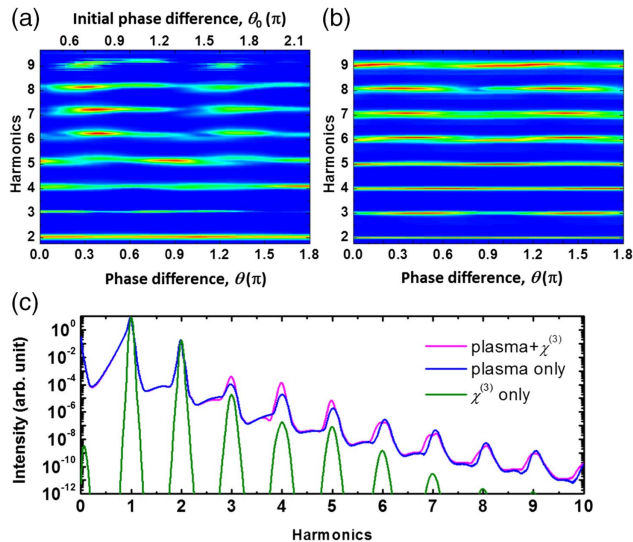 (a)
Initial phase difference, θ₀ (π)
0.6 0.8 1.0 1.4 1.6 1.8 2.1
Harmonics
9
8
7
6
5
4
3
2
0.0 0.3 0.6 0.9 1.2 1.5 1.8
Phase difference, θ(π)
(b)
Harmonics
9
8
7
6
5
4
3
2
0.0 0.3 0.6 0.9 1.2 1.5 1.8
Phase difference, θ(π)
(c)
Intensity (arb. unit)
10⁰
10⁻²
10⁻⁴
10⁻⁶
10⁻⁸
10⁻¹⁰
10⁻¹²
plasma+χ⁽³⁾
plasma only
χ⁽³⁾ only
0 1 2 3 4 5 6 7 8 9 10
Harmonics